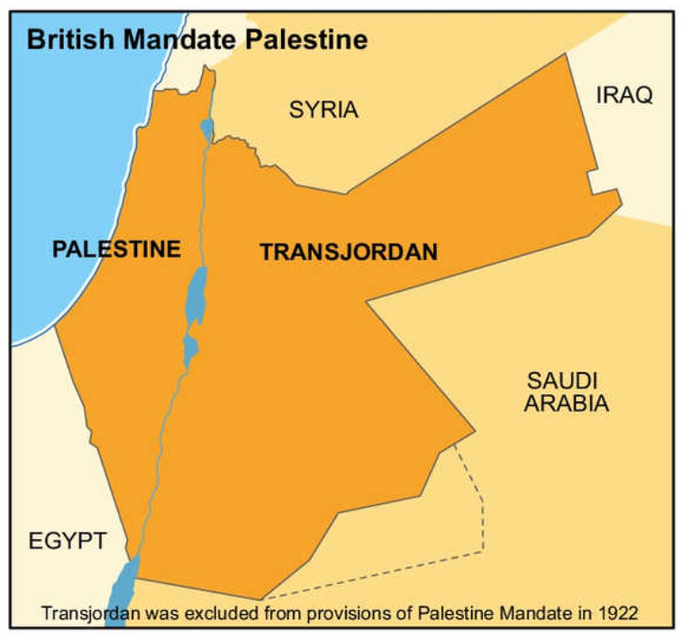 British Mandate Palestine
SYRIA
IRAQ
PALESTINE
TRANSJORDAN
SAUDI
ARABIA
EGYPT
Transjordan was excluded from provisions of Palestine Mandate in 1922